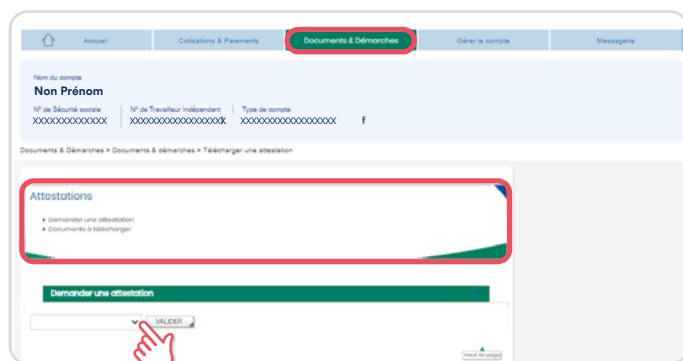 Accueil Cotisations & Paiements Documents & Démarches Gérer le compte Messagerie
Nom du compte
Non Prénom
N° de Sécurité sociale N° de Travailleur Indépendant Type de compte
XXXXXXXXXXXXX XXXXXXXXXXXXXXXXXX XXXXXXXXXXXXXXXXXX f
Documents & Démarches > Documents & démarches > Télécharger une attestation
Attestations
Demander une attestation
Documents à télécharger
Demander une attestation
VALIDER
Haut de page